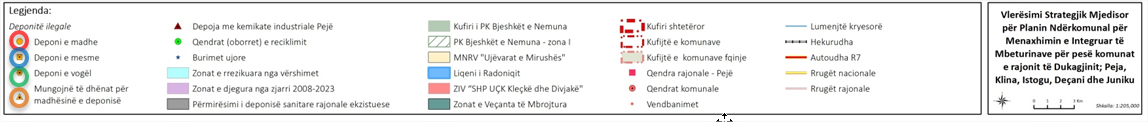 Legjenda:
Deponitë ilegale
Deponi e madhe
Deponi e mesme
Deponi e vogël
Mungojnë të dhënat për
madhësinë e deponisë
Depoja me kemikate industriale Pejë
Qendrat (oborret) e reciklimit
Burimet ujore
Zonat e rrezikuara nga vërshimet
Zonat e djegura nga zjarri 2008-2023
Përmirësimi i deponisë sanitare rajonale ekzistuese
Kufiri i PK Bjeshkët e Nemuna
PK Bjeshkët e Nemuna - zona I
MNRV "Ujëvarat e Mirushës"
Liqeni i Radoniqit
ZIV "SHP UÇK Kleçkë dhe Divjakë"
Zonat e Veçanta të Mbrojtura
Kufiri shtetëror
Kufijtë e komunave
Kufijtë e komunave fqinje
Qendra rajonale - Pejë
Qendrat komunale
Vendbanimet
Lumenjtë kryesorë
Hekurudha
Autoudha R7
Rrugët nacionale
Rrugët rajonale
Vlerësimi Strategjik Mjedisor
për Planin Ndërkomunal për
Menaxhimin e Integruar të
Mbeturinave për pesë komunat
e rajonit të Dukagjinit; Peja,
Klina, Istogu, Deçani dhe Juniku
0 1 2 3 Km
Shkalla: 1:205,000